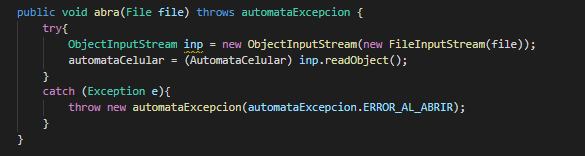 public void abra(File file) throws automataExcepcion {
try{
ObjectInputStream inp = new ObjectInputStream(new FileInputStream(file));
automataCelular = (AutomataCelular) inp.readObject();
}
catch (Exception e){
throw new automataExcepcion(automataExcepcion.ERROR_AL_ABRIR);
}
}